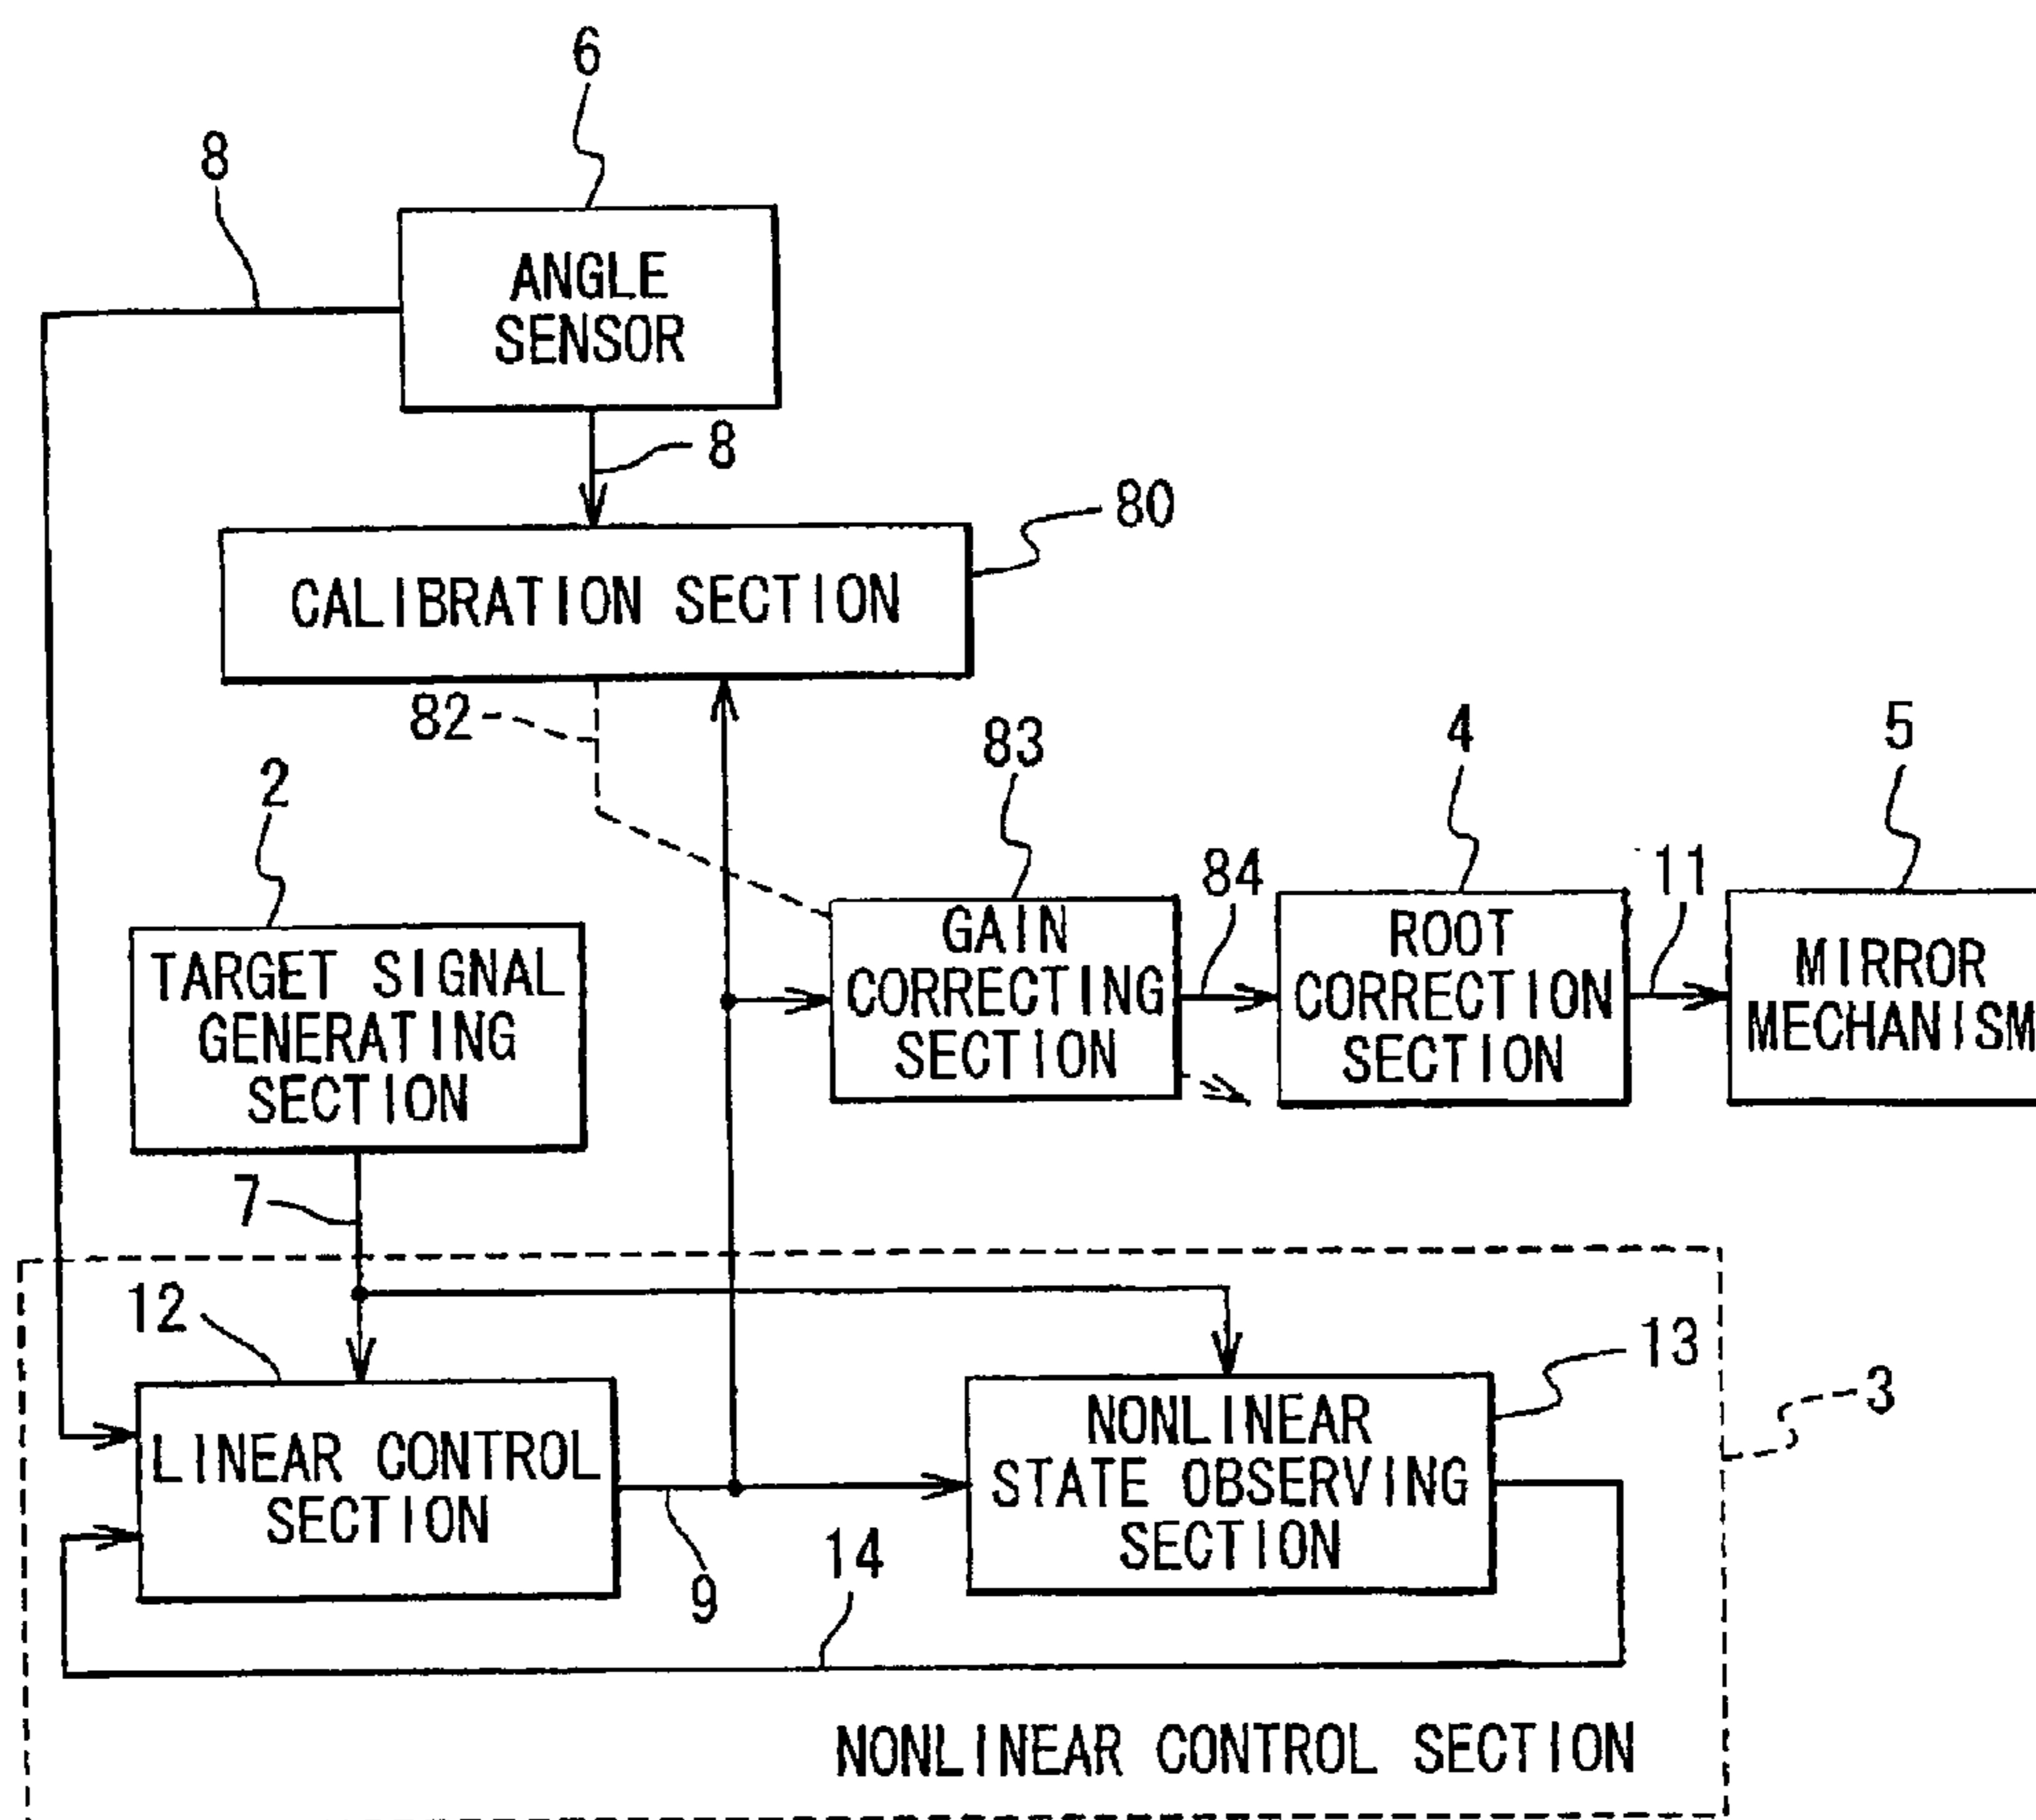 6
8
ANGLE
SENSOR
8
80
CALIBRATION SECTION
82
83
4
5
2
84
11
GAIN
CORRECTING
SECTION
ROOT
CORRECTION
SECTION
MIRROR
MECHANISM
TARGET SIGNAL
GENERATING
SECTION
7
12
13
3
LINEAR CONTROL
SECTION
NONLINEAR
STATE OBSERVING
SECTION
9
14
NONLINEAR CONTROL SECTION